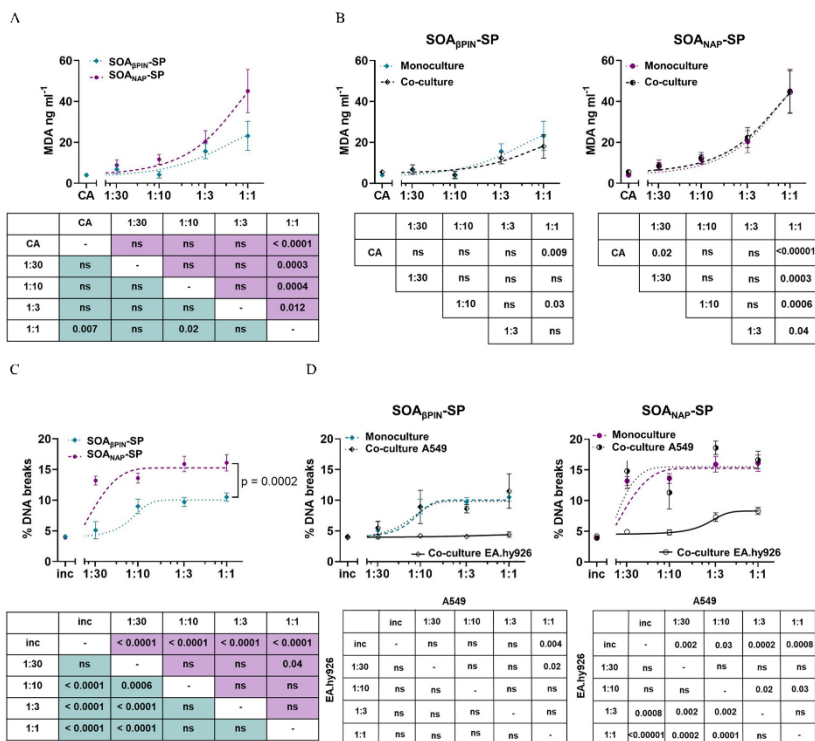 A
B
SOAβPIN-SP
SOANAP-SP
MDA ng ml-1
60
40
20
0
CA 1:30 1:10 1:3 1:1
SOAβPIN-SP
Monoculture
Co-culture
MDA ng ml-1
60
40
20
0
CA 1:30 1:10 1:3 1:1
SOANAP-SP
Monoculture
Co-culture
MDA ng ml-1
60
40
20
0
CA 1:30 1:10 1:3 1:1
CA 1:30 1:10 1:3 1:1
CA - ns ns ns < 0.0001
1:30 ns - ns ns 0.0003
1:10 ns ns - ns 0.0004
1:3 ns ns ns - 0.012
1:1 0.007 ns 0.02 ns -
1:30 1:10 1:3 1:1
CA ns ns ns 0.009
1:30 ns ns ns
1:10 ns 0.03
1:3 ns
1:30 1:10 1:3 1:1
CA 0.02 ns ns <0.00001
1:30 ns ns 0.0003
1:10 ns 0.0006
1:3 0.04
C
D
SOAβPIN-SP
SOANAP-SP
p = 0.0002
% DNA breaks
20
15
10
5
0
inc 1:30 1:10 1:3 1:1
SOAβPIN-SP
Monoculture
Co-culture A549
Co-culture EA.hy926
% DNA breaks
20
15
10
5
0
inc 1:30 1:10 1:3 1:1
SOANAP-SP
Monoculture
Co-culture A549
Co-culture EA.hy926
% DNA breaks
20
15
10
5
0
inc 1:30 1:10 1:3 1:1
inc 1:30 1:10 1:3 1:1
inc - < 0.0001 < 0.0001 < 0.0001 < 0.0001
1:30 ns - ns ns 0.04
1:10 < 0.0001 0.0006 - ns ns
1:3 < 0.0001 < 0.0001 ns - ns
1:1 < 0.0001 < 0.0001 ns ns -
A549
EA.hy926
inc 1:30 1:10 1:3 1:1
inc - ns ns ns 0.004
1:30 ns - ns ns 0.02
1:10 ns ns - ns ns
1:3 ns ns ns - ns
1:1 ns ns ns ns -
A549
EA.hy926
inc 1:30 1:10 1:3 1:1
inc - 0.002 0.03 0.0002 0.0008
1:30 ns - ns ns ns
1:10 ns ns - 0.02 0.03
1:3 0.0008 0.002 0.002 - ns
1:1 <0.00001 0.0002 0.0001 ns -